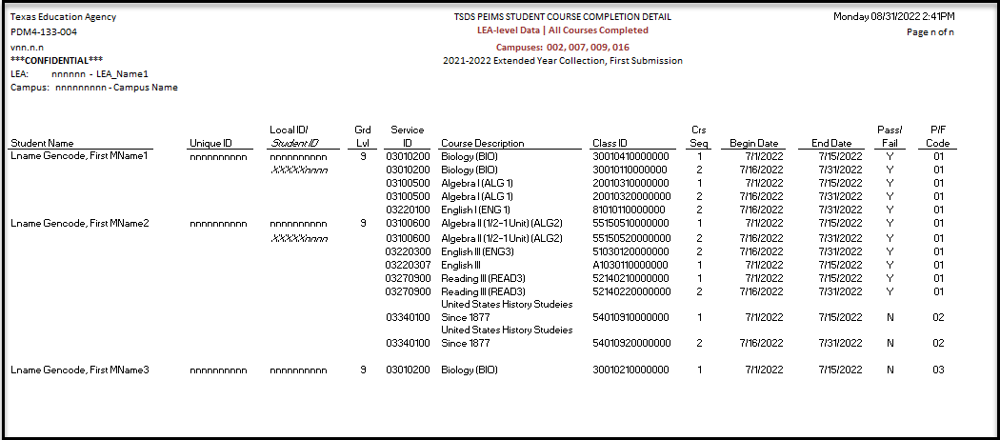 Texas Education Agency TSDS PEIMS STUDENT COURSE COMPLETION DETAIL Monday 08/31/2022 2:41PM
PDM4-133-004 LEA-level Data | All Courses Completed Page n of n
vnn.n.n Campuses: 002, 007, 009, 016
***CONFIDENTIAL*** 2021-2022 Extended Year Collection, First Submission
LEA: nnnnnn - LEA_Name1
Campus: nnnnnnnnn - Campus Name
Local ID/ Grd Service Crs Pass/ P/F
Student Name Unique ID Student ID Lvl ID Course Description Class ID Seq Begin Date End Date Fail Code
Lname Gencode, First MName1 nnnnnnnnnn nnnnnnnnnn 9 03010200 Biology (BIO) 30010410000000 1 7/1/2022 7/15/2022 Y 01
XXXXXnnnn 03010200 Biology (BIO) 30010110000000 2 7/16/2022 7/31/2022 Y 01
03100500 Algebra I (ALG 1) 20010310000000 1 7/1/2022 7/15/2022 Y 01
03100500 Algebra I (ALG 1) 20010320000000 2 7/16/2022 7/31/2022 Y 01
03220100 English I (ENG 1) 81010110000000 2 7/16/2022 7/31/2022 Y 01
Lname Gencode, First MName2 nnnnnnnnnn nnnnnnnnnn 9 03100600 Algebra II (1/2-1 Unit) (ALG2) 55150510000000 1 7/1/2022 7/15/2022 Y 01
XXXXXnnnn 03100600 Algebra II (1/2-1 Unit) (ALG2) 55150520000000 2 7/16/2022 7/31/2022 Y 01
03220300 English III (ENG3) 51030120000000 2 7/16/2022 7/31/2022 Y 01
03220307 English III A1030110000000 1 7/1/2022 7/15/2022 Y 01
03270900 Reading III (READ3) 52140210000000 1 7/1/2022 7/15/2022 Y 01
03270900 Reading III (READ3) 52140220000000 2 7/16/2022 7/31/2022 Y 01
United States History Studeies
03340100 Since 1877 54010910000000 1 7/1/2022 7/15/2022 N 02
United States History Studeies
03340100 Since 1877 54010920000000 2 7/16/2022 7/31/2022 N 02
Lname Gencode, First MName3 nnnnnnnnnn nnnnnnnnnn 9 03010200 Biology (BIO) 30010210000000 1 7/1/2022 7/15/2022 N 03